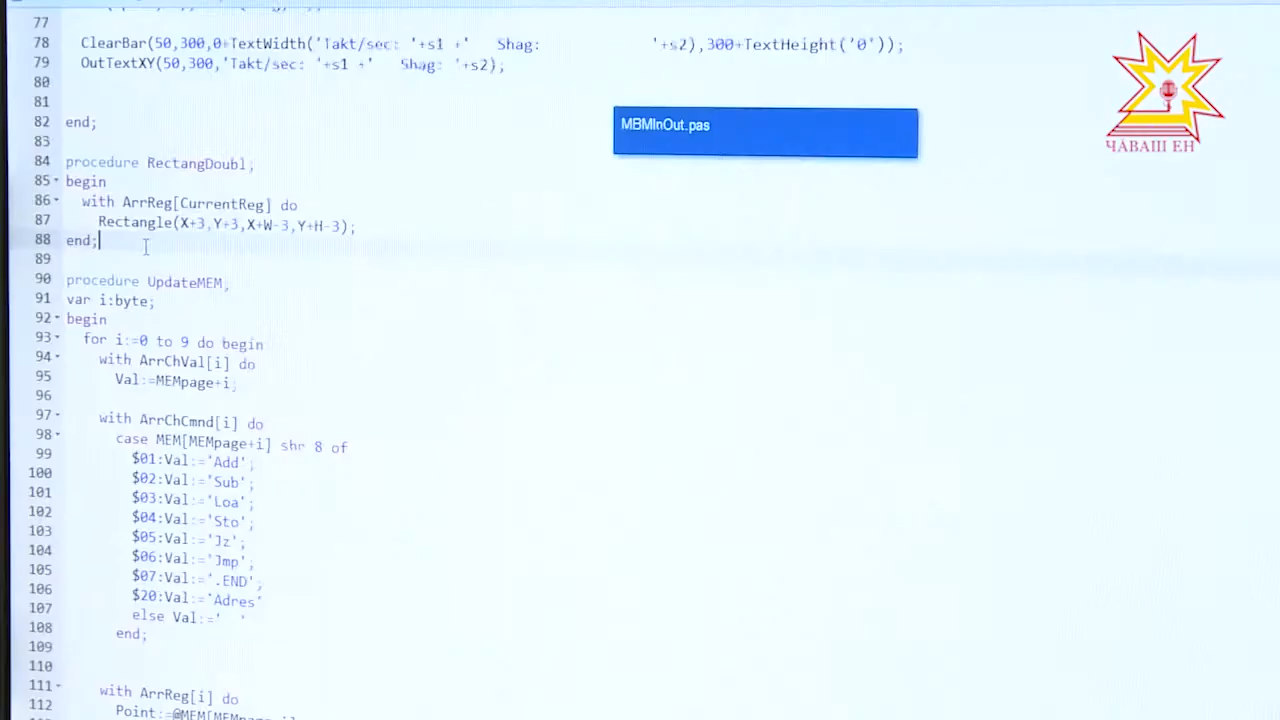 77
78 ClearBar(50,300,0+TextWidth('Takt/sec: '+s1 +' Shag: '+s2),300+TextHeight('0'));
79 OutTextXY(50,300,'Takt/sec: '+s1 +' Shag: '+s2);
80
81
82 end;
83
84 procedure RectangDoubl;
85 begin
86 with ArrReg[CurrentReg] do
87 Rectangle(X+3,Y+3,X+W-3,Y+H-3);
88 end;
89
90 procedure UpdateMEM;
91 var i:byte;
92 begin
93 for i:=0 to 9 do begin
94 with ArrChVal[i] do
95 Val:=MEMpage+i;
96
97 with ArrChCmnd[i] do
98 case MEM[MEMpage+i] shr 8 of
99 $01:Val:='Add';
100 $02:Val:='Sub';
101 $03:Val:='Loa';
102 $04:Val:='Sto';
103 $05:Val:='Jz';
104 $06:Val:='Jmp';
105 $07:Val:='.END';
106 $20:Val:='Adres'
107 else Val:=' '
108 end;
109
110
111 with ArrReg[i] do
112 Point:=@MEM[MEMpage+i]
MBMInOut.pas
ЧĂВАШ ЕН